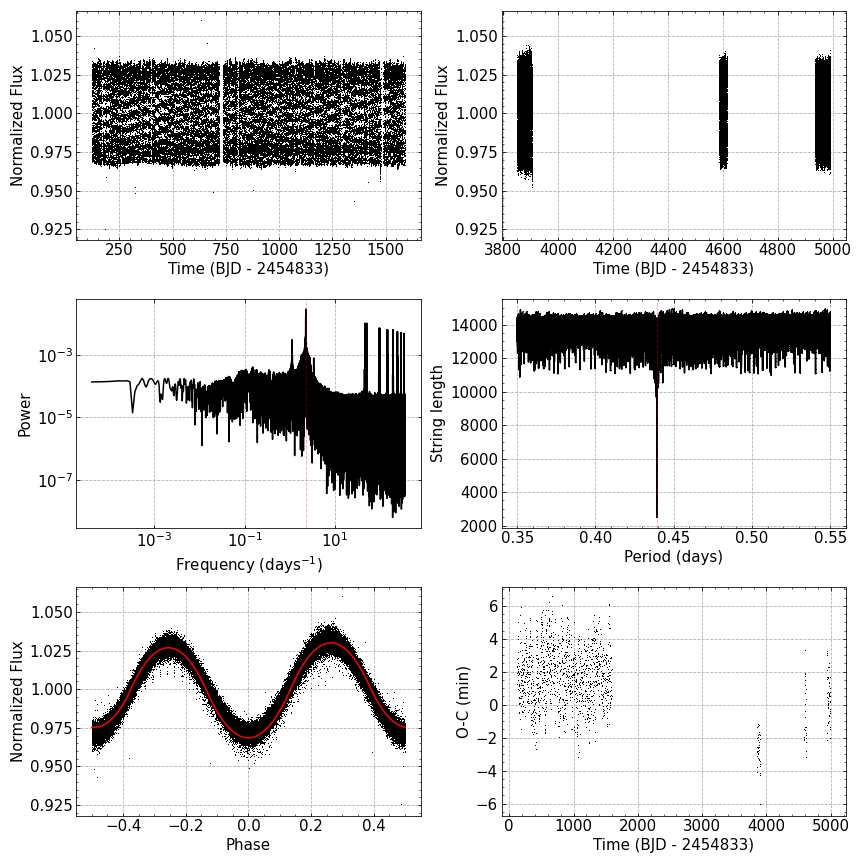 1.050
1.025
1.000
0.975
0.950
0.925
Normalized Flux
250 500 750 1000 1250 1500
Time (BJD - 2454833)
1.050
1.025
1.000
0.975
0.950
0.925
Normalized Flux
3800 4000 4200 4400 4600 4800 5000
Time (BJD - 2454833)
10⁻³
10⁻⁵
10⁻⁷
Power
10⁻³ 10⁻¹ 10¹
Frequency (days⁻¹)
14000
12000
10000
8000
6000
4000
2000
String length
0.35 0.40 0.45 0.50 0.55
Period (days)
1.050
1.025
1.000
0.975
0.950
0.925
Normalized Flux
−0.4 −0.2 0.0 0.2 0.4
Phase
6
4
2
0
−2
−4
−6
O-C (min)
0 1000 2000 3000 4000 5000
Time (BJD - 2454833)